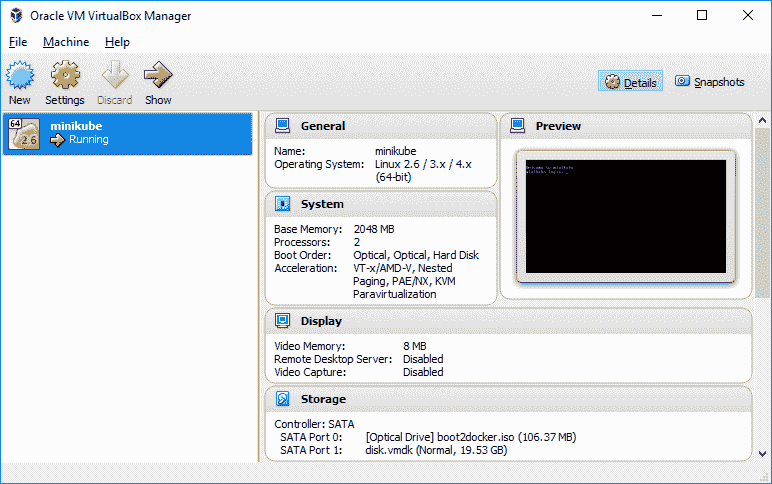 Oracle VM VirtualBox Manager
File Machine Help
New Settings Discard Show
Details Snapshots
64
2.6
minikube
Running
General
Name: minikube
Operating System: Linux 2.6 / 3.x / 4.x
(64-bit)
Preview
System
Base Memory: 2048 MB
Processors: 2
Boot Order: Optical, Optical, Hard Disk
Acceleration: VT-x/AMD-V, Nested
Paging, PAE/NX, KVM
Paravirtualization
Display
Video Memory: 8 MB
Remote Desktop Server: Disabled
Video Capture: Disabled
Storage
Controller: SATA
SATA Port 0: [Optical Drive] boot2docker.iso (106.37 MB)
SATA Port 1: disk.vmdk (Normal, 19.53 GB)